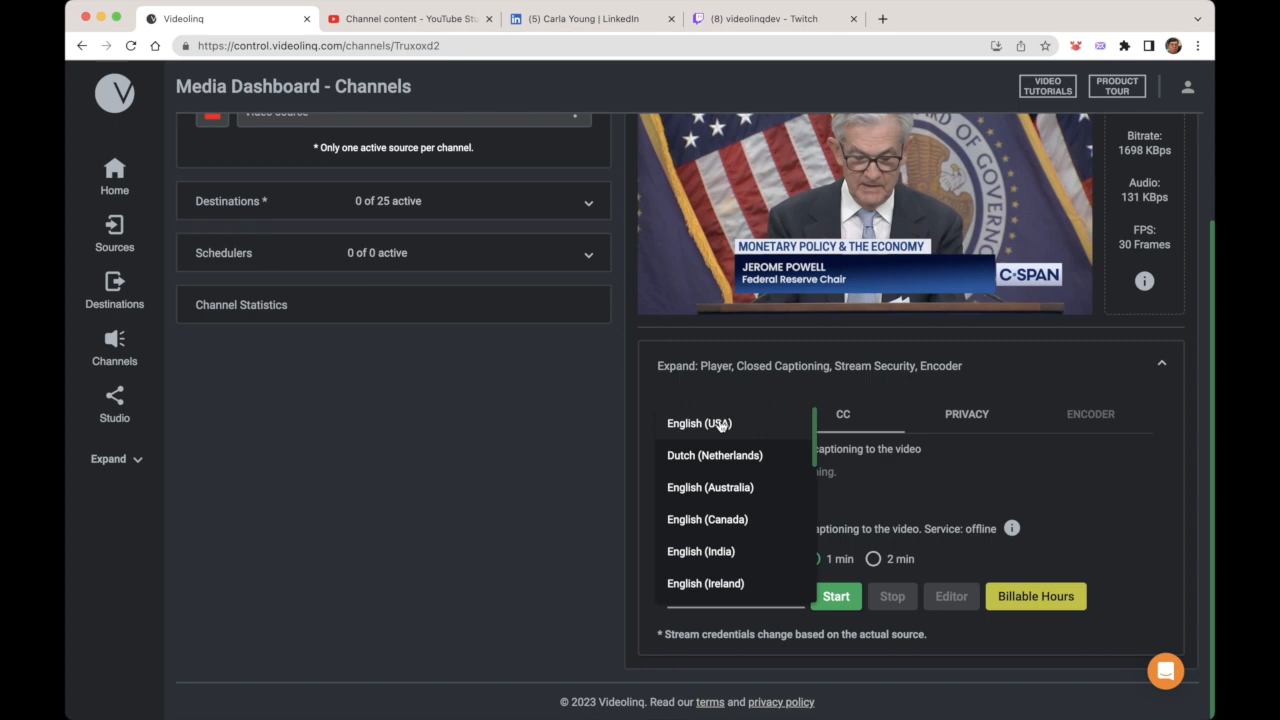 Videolinq
Channel content - YouTube Stu
(5) Carla Young | LinkedIn
(8) videolinqdev - Twitch
https://control.videolinq.com/channels/Truxoxd2
Media Dashboard - Channels
VIDEO
TUTORIALS
PRODUCT
TOUR
Home
Sources
Destinations
Channels
Studio
Expand
Video Source
* Only one active source per channel.
Destinations *
0 of 25 active
Schedulers
0 of 0 active
Channel Statistics
MONETARY POLICY & THE ECONOMY
JEROME POWELL
Federal Reserve Chair
C-SPAN
Bitrate:
1698 KBps
Audio:
131 KBps
FPS:
30 Frames
Expand: Player, Closed Captioning, Stream Security, Encoder
CC
PRIVACY
ENCODER
English (USA)
Dutch (Netherlands)
English (Australia)
English (Canada)
English (India)
English (Ireland)
captioning to the video
ning.
aptioning to the video. Service: offline
1 min
2 min
Start
Stop
Editor
Billable Hours
* Stream credentials change based on the actual source.
© 2023 Videolinq. Read our terms and privacy policy